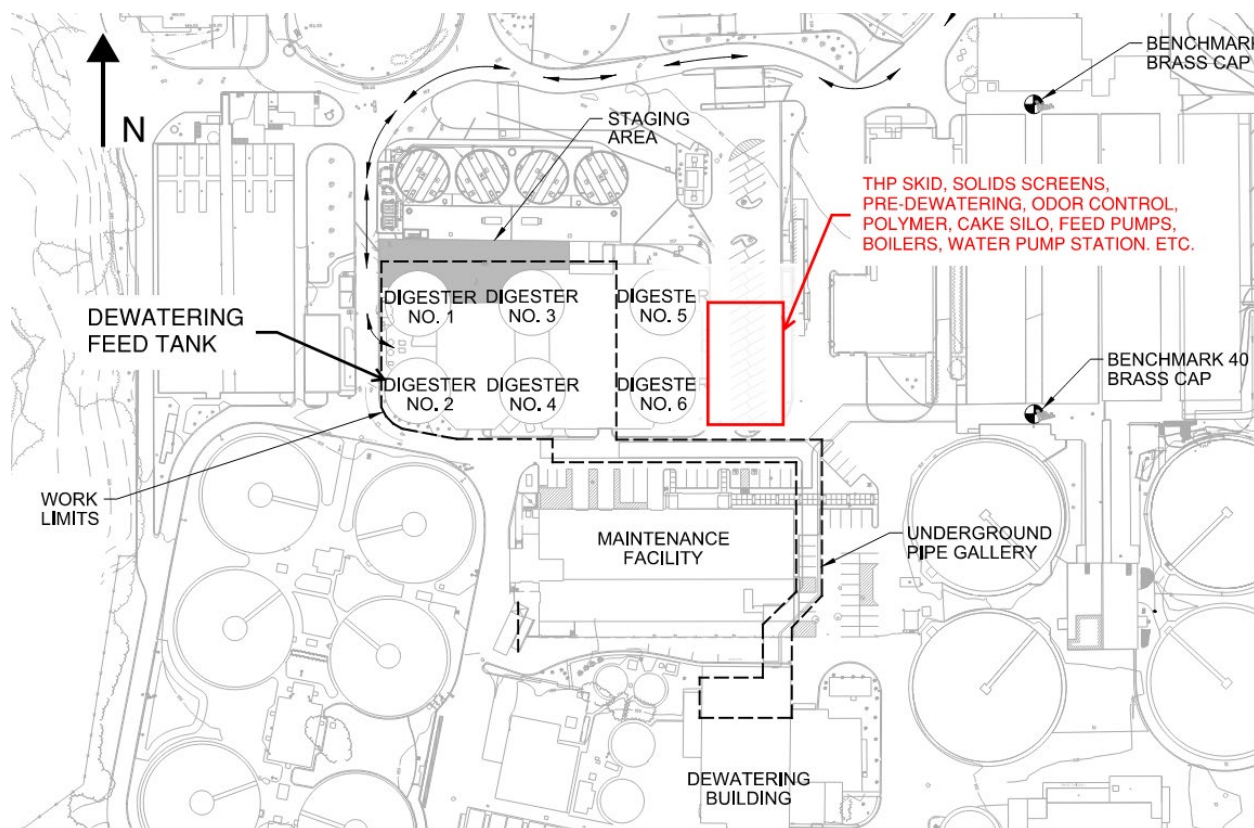 BENCHMARK
BRASS CAP
N
STAGING
AREA
THP SKID, SOLIDS SCREENS,
PRE-DEWATERING, ODOR CONTROL,
POLYMER, CAKE SILO, FEED PUMPS,
BOILERS, WATER PUMP STATION. ETC.
DIGESTER
NO. 1
DIGESTER
NO. 3
DIGESTE
NO. 5
DEWATERING
FEED TANK
DIGESTER
NO. 2
DIGESTER
NO. 4
DIGESTE
NO. 6
BENCHMARK 40
BRASS CAP
WORK
LIMITS
MAINTENANCE
FACILITY
UNDERGROUND
PIPE GALLERY
DEWATERING
BUILDING